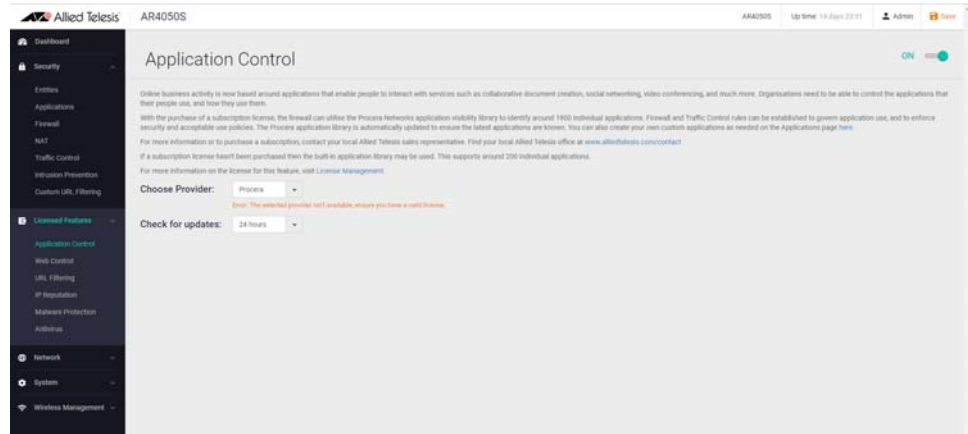 Allied Telesis
AR4050S
AR4050S
Up time: 14 days 23:51
Admin
Save
Dashboard
Security
Entities
Applications
Firewall
NAT
Traffic Control
Intrusion Prevention
Custom URL Filtering
Licensed Features
Application Control
Web Control
URL Filtering
IP Reputation
Malware Protection
Antivirus
Network
System
Wireless Management
Application Control
ON
Online business activity is now based around applications that enable people to interact with services such as collaborative document creation, social networking, video conferencing, and much more. Organisations need to be able to control the applications that
their people use, and how they use them.
With the purchase of a subscription license, the firewall can utilise the Procera Networks application visibility library to identify around 1900 individual applications. Firewall and Traffic Control rules can be established to govern application use, and to enforce
security and acceptable use policies. The Procera application library is automatically updated to ensure the latest applications are known. You can also create your own custom applications as needed on the Applications page here.
For more information or to purchase a subscription, contact your local Allied Telesis sales representative. Find your local Allied Telesis office at www.alliedtelesis.com/contact
If a subscription license hasn't been purchased then the built-in application library may be used. This supports around 200 individual applications.
For more information on the license for this feature, visit License Management.
Choose Provider:
Procera
Error: The selected provider isn't available, ensure you have a valid license.
Check for updates:
24 hours